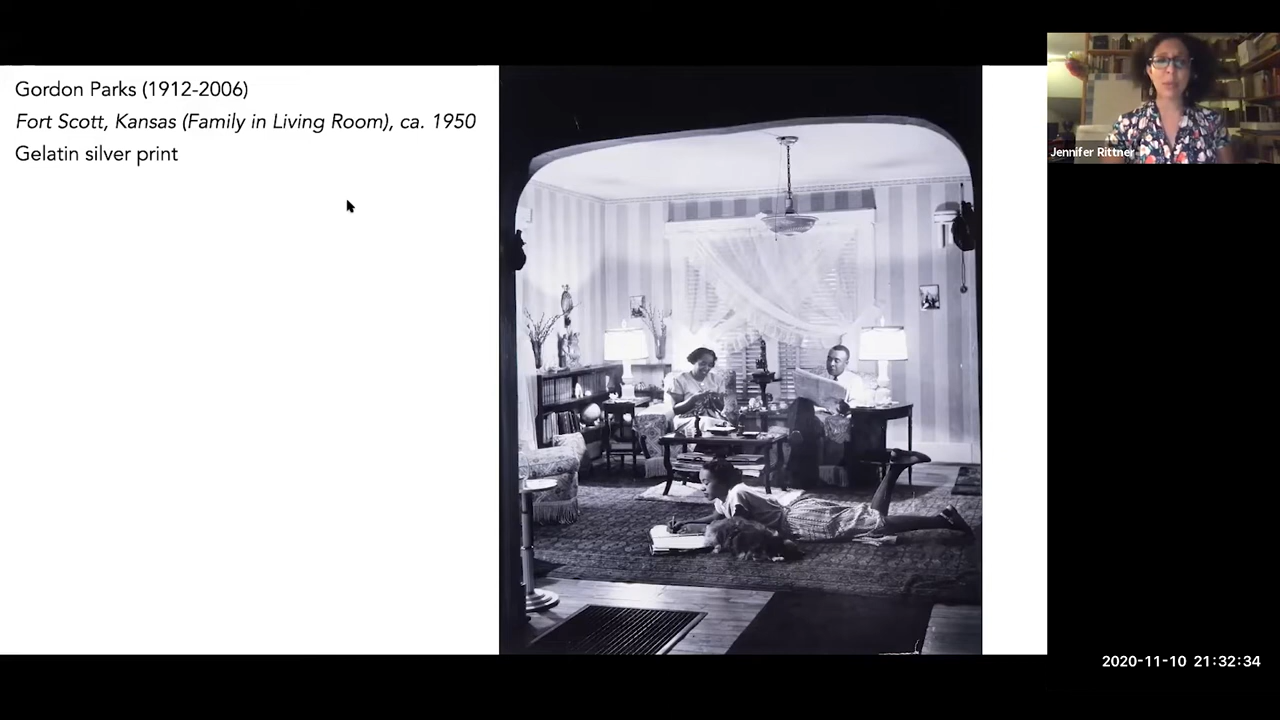 Gordon Parks (1912-2006)
Fort Scott, Kansas (Family in Living Room), ca. 1950
Gelatin silver print
Jennifer Rittner
2020-11-10 21:32:34